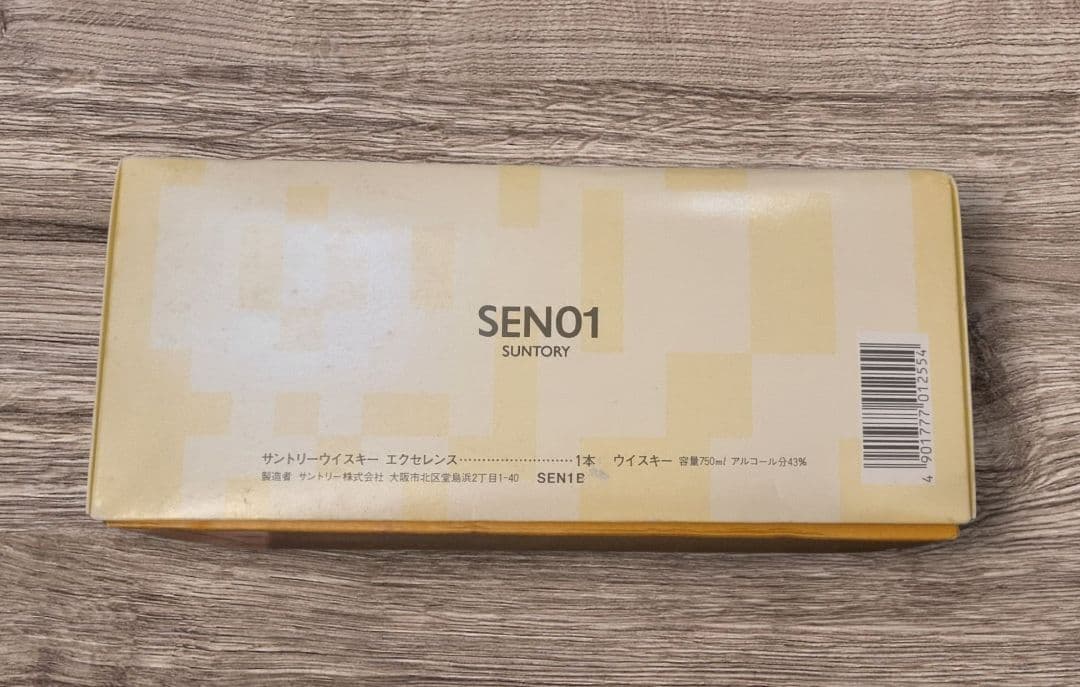 SEN01
SUNTORY
サントリーウイスキー エクセレンス························1本 ウイスキー 容量750ml アルコール分43%
製造者 サントリー株式会社 大阪市北区堂島浜2丁目1-40 SEN1B
4 901777 012554